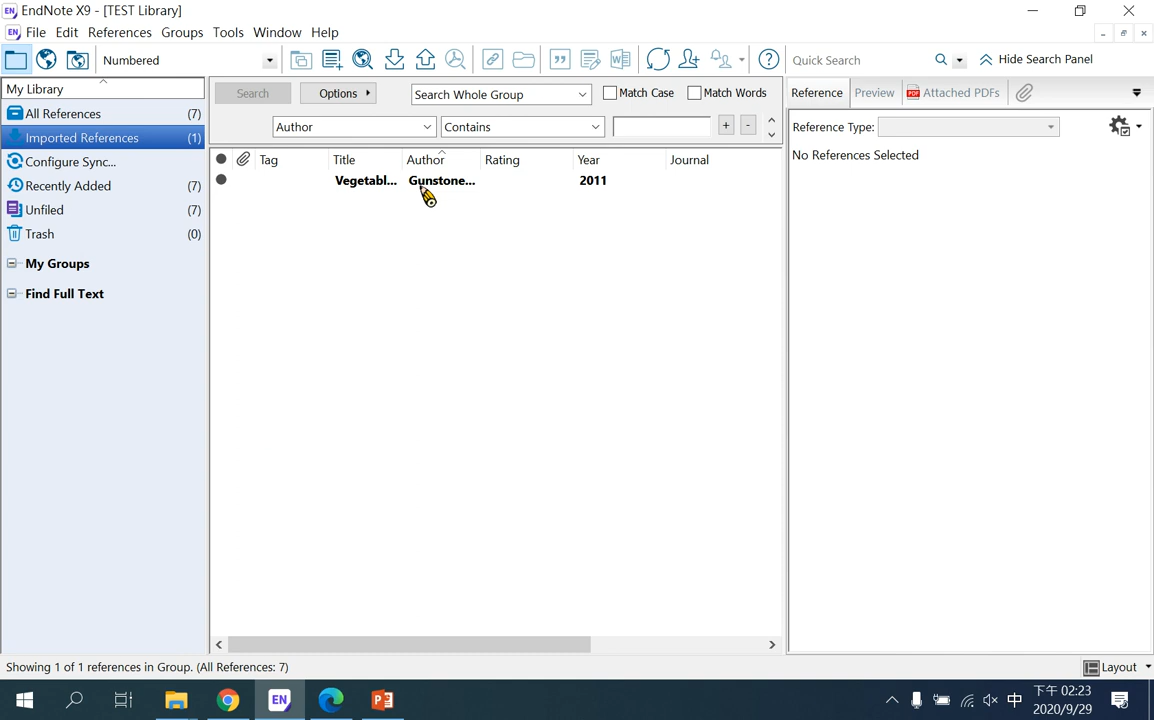 EN EndNote X9 - [TEST Library]
EN File Edit References Groups Tools Window Help
Numbered
Quick Search
Hide Search Panel
My Library
All References (7)
Imported References (1)
Configure Sync...
Recently Added (7)
Unfiled (7)
Trash (0)
My Groups
Find Full Text
Search Options Search Whole Group Match Case Match Words
Author Contains + -
Tag Title Author Rating Year Journal
Vegetabl... Gunstone... 2011
Reference Preview PDF Attached PDFs
Reference Type:
No References Selected
Showing 1 of 1 references in Group. (All References: 7)
Layout
EN
中
下午 02:23
2020/9/29